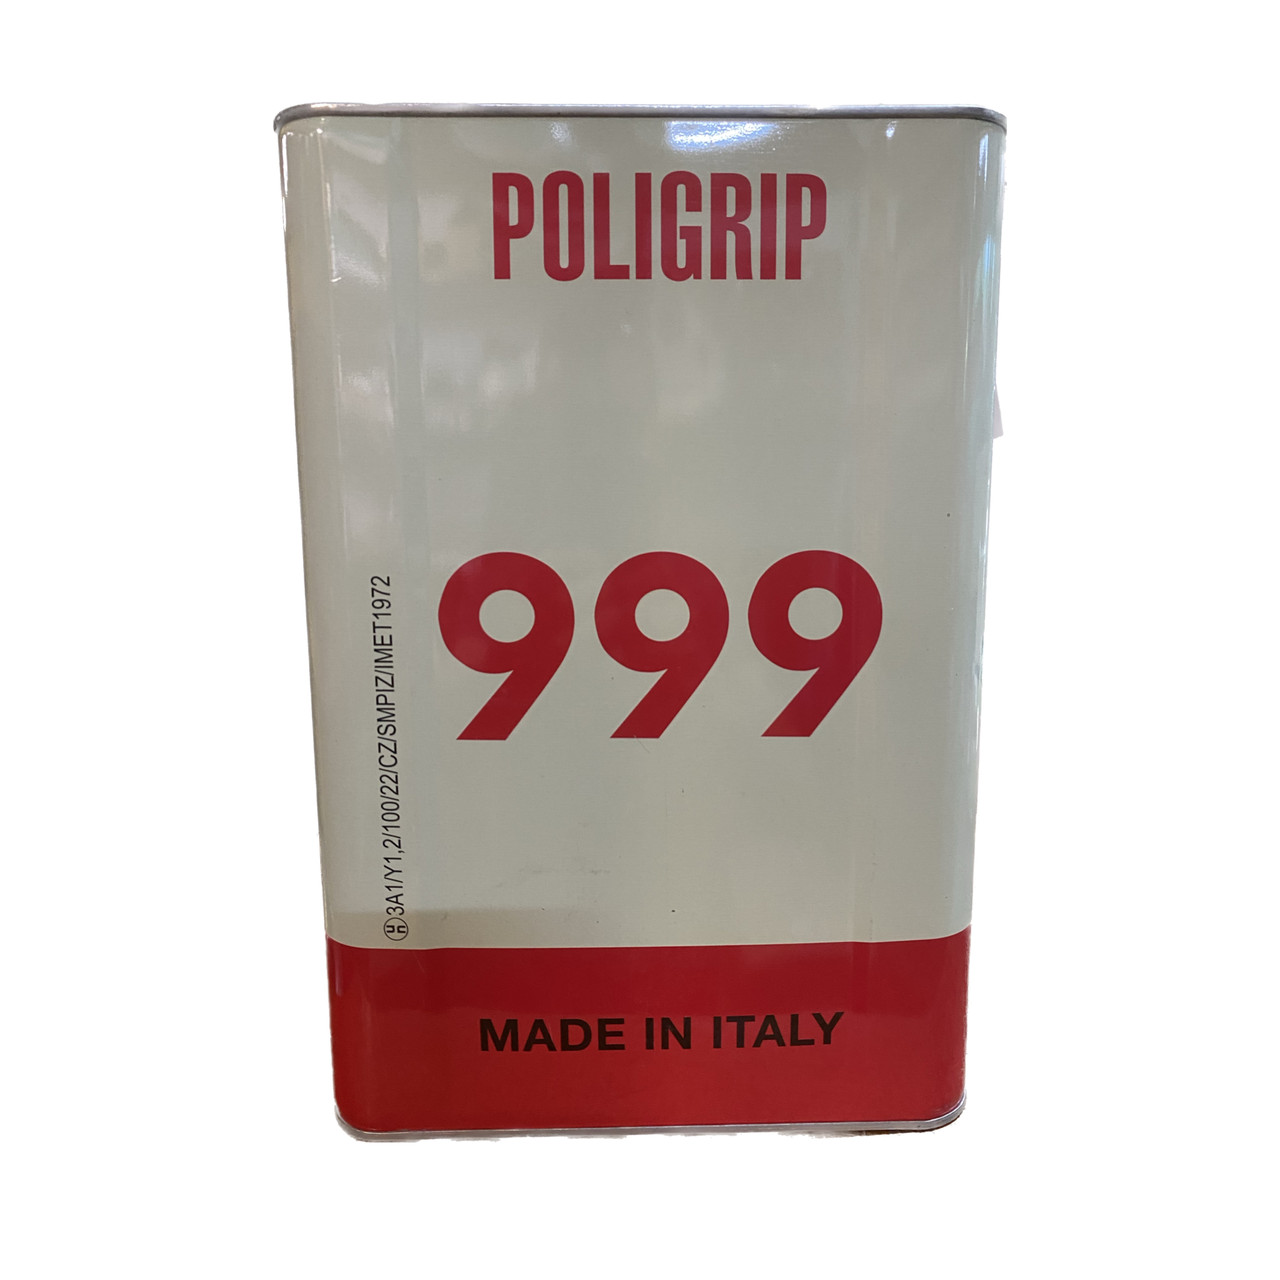 POLIGRIP
999
3A1/Y1,2/100/22/CZ/SMPIZ/IMET1972
MADE IN ITALY